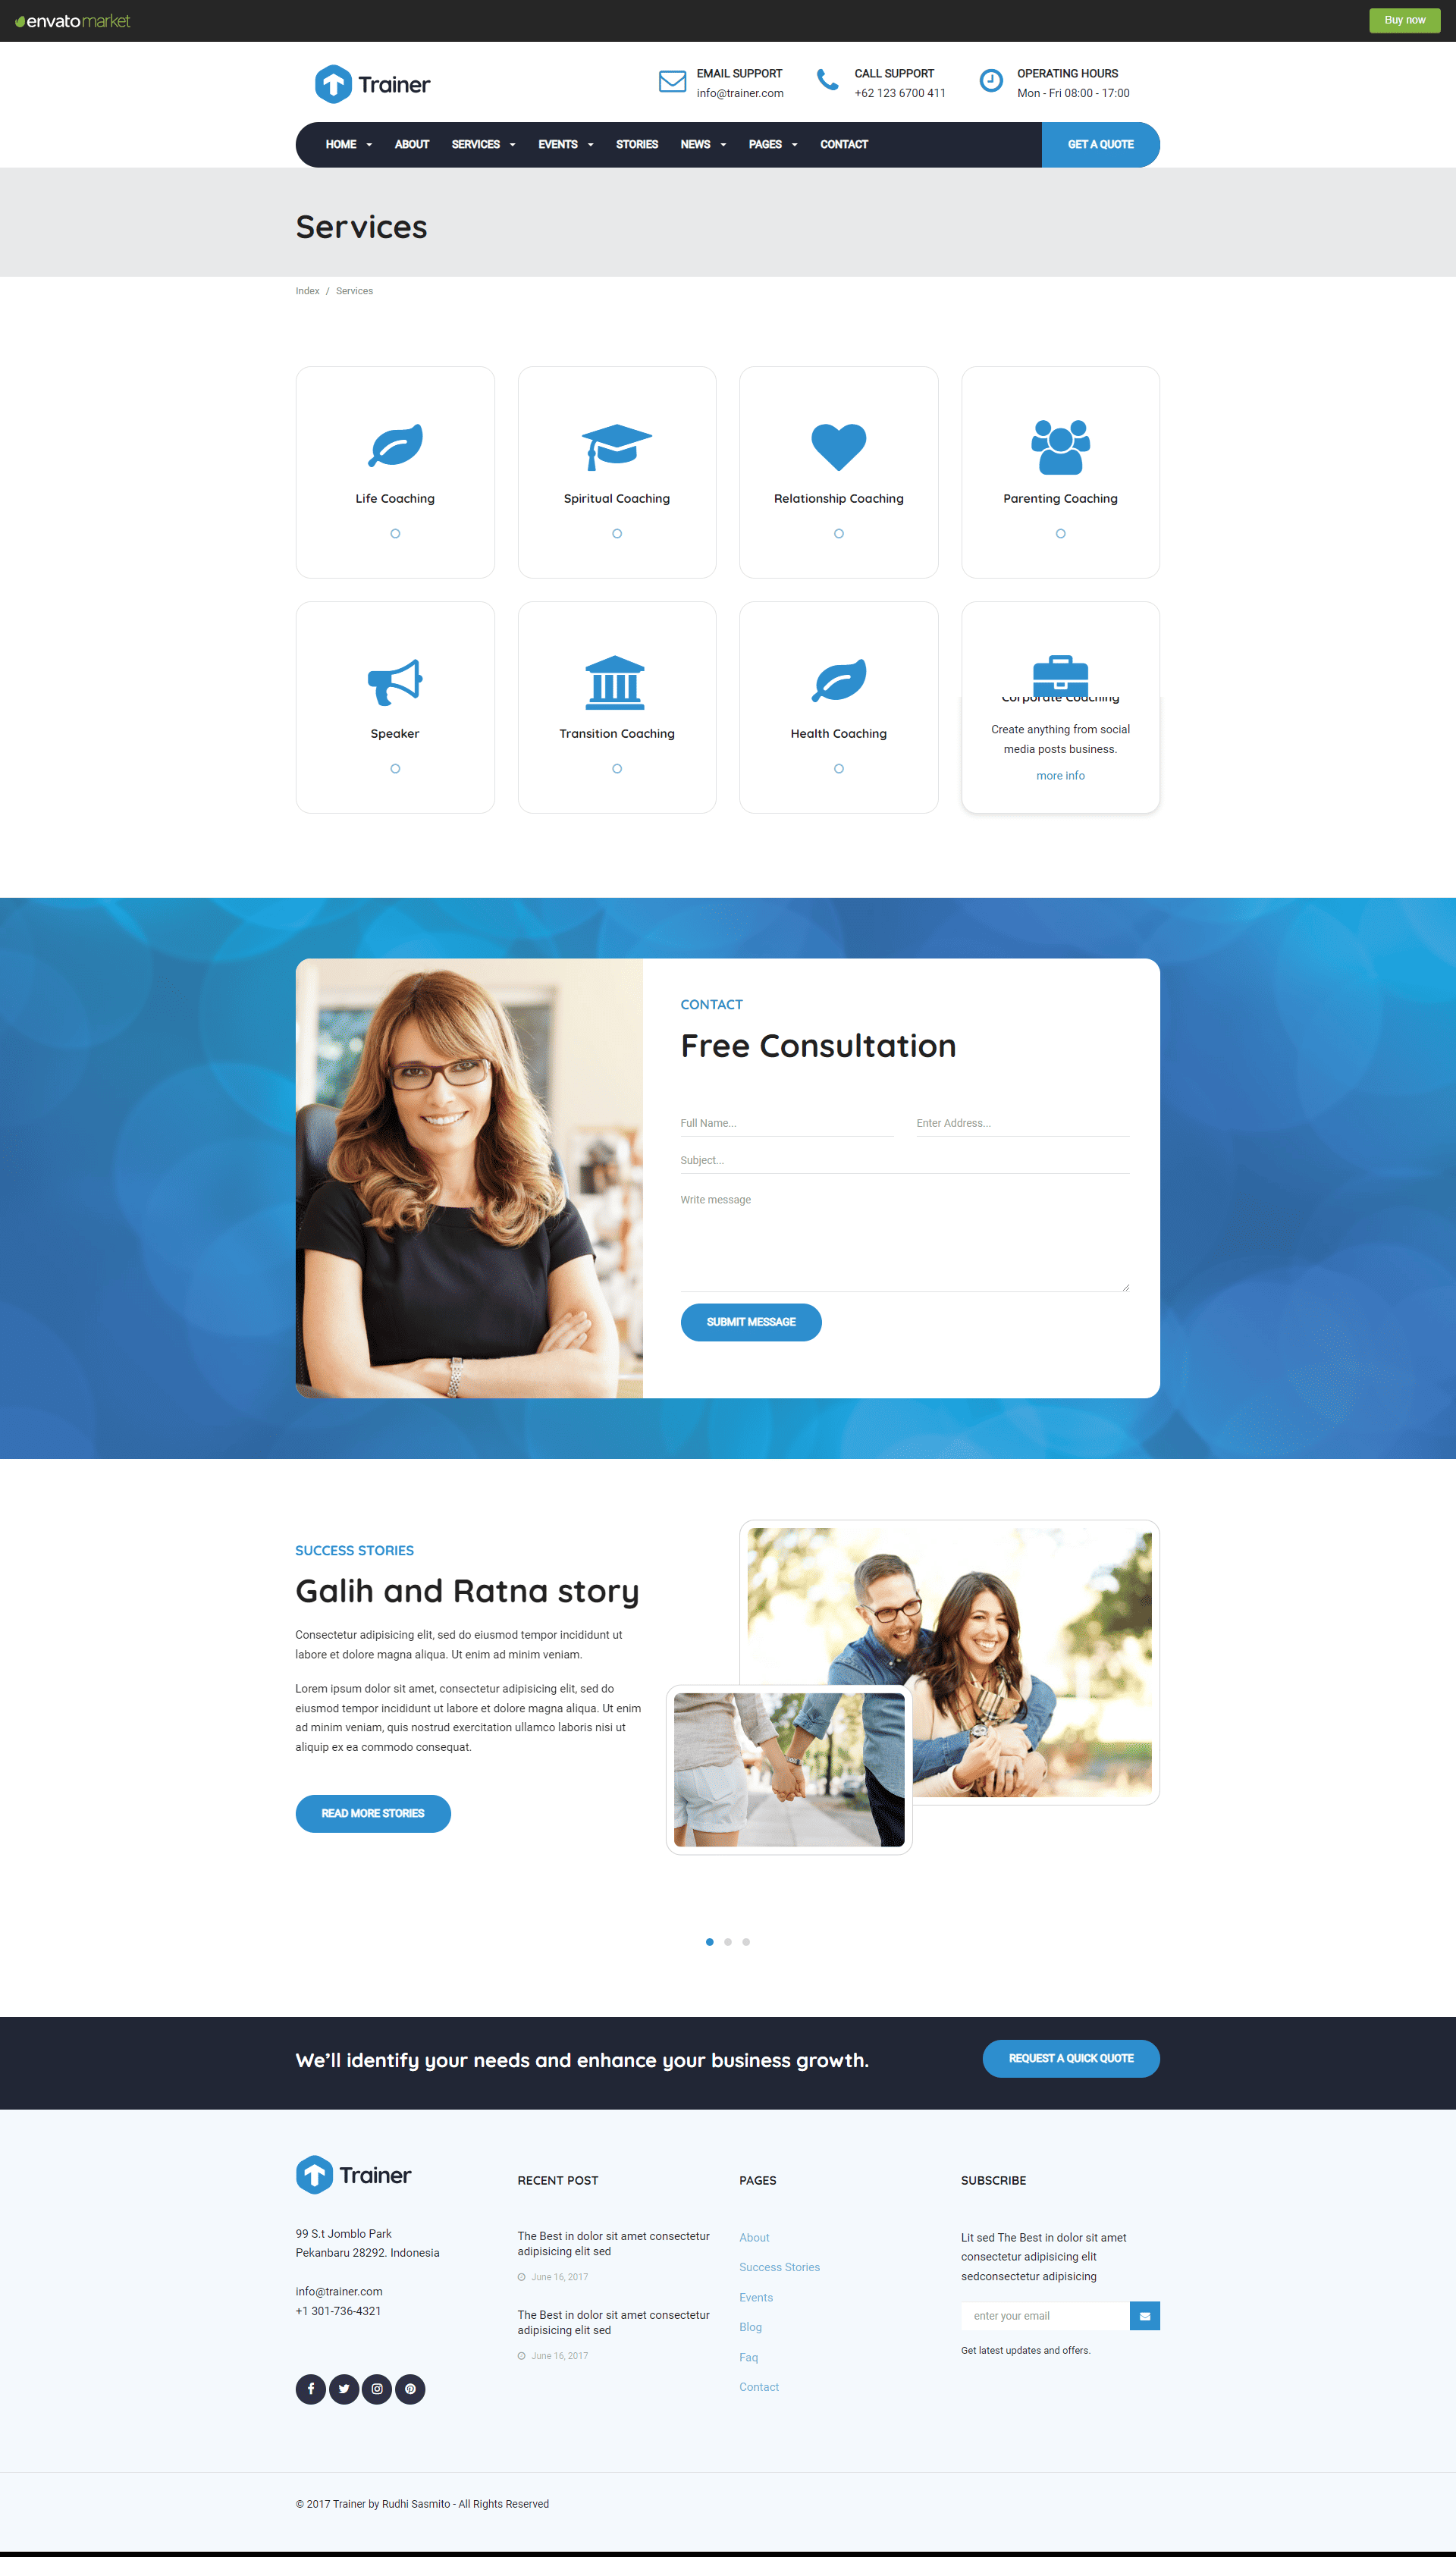 envatomarket
Buy now
Trainer
EMAIL SUPPORT
info@trainer.com
CALL SUPPORT
+62 123 6700 411
OPERATING HOURS
Mon - Fri 08:00 - 17:00
HOME ABOUT SERVICES EVENTS STORIES NEWS PAGES CONTACT
GET A QUOTE
Services
Index / Services
Life Coaching
Spiritual Coaching
Relationship Coaching
Parenting Coaching
Speaker
Transition Coaching
Health Coaching
Corporate Coaching
Create anything from social
media posts business.
more info
CONTACT
Free Consultation
Full Name...
Enter Address...
Subject...
Write message
SUBMIT MESSAGE
SUCCESS STORIES
Galih and Ratna story
Consectetur adipisicing elit, sed do eiusmod tempor incididunt ut
labore et dolore magna aliqua. Ut enim ad minim veniam.
Lorem ipsum dolor sit amet, consectetur adipisicing elit, sed do
eiusmod tempor incididunt ut labore et dolore magna aliqua. Ut enim
ad minim veniam, quis nostrud exercitation ullamco laboris nisi ut
aliquip ex ea commodo consequat.
READ MORE STORIES
We'll identify your needs and enhance your business growth.
REQUEST A QUICK QUOTE
Trainer
99 S.t Jomblo Park
Pekanbaru 28292. Indonesia
info@trainer.com
+1 301-736-4321
RECENT POST
The Best in dolor sit amet consectetur
adipisicing elit sed
June 16, 2017
The Best in dolor sit amet consectetur
adipisicing elit sed
June 16, 2017
PAGES
About
Success Stories
Events
Blog
Faq
Contact
SUBSCRIBE
Lit sed The Best in dolor sit amet
consectetur adipisicing elit
sedconsectetur adipisicing
enter your email
Get latest updates and offers.
© 2017 Trainer by Rudhi Sasmito - All Rights Reserved